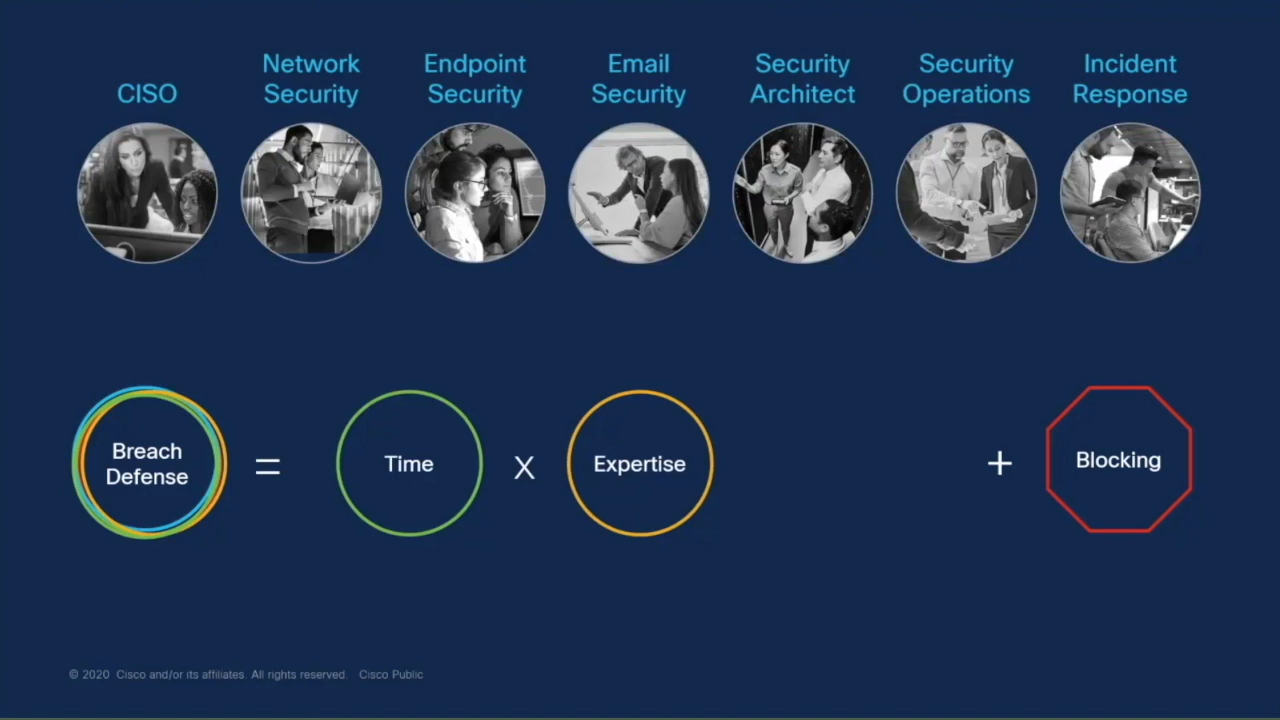 CISO
Network
Security
Endpoint
Security
Email
Security
Security
Architect
Security
Operations
Incident
Response
Breach
Defense
=
Time
x
Expertise
+
Blocking
© 2020 Cisco and/or its affiliates. All rights reserved. Cisco Public